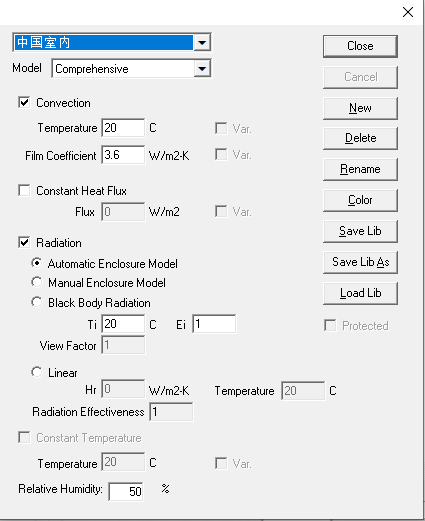 中国室内
Close
Model Comprehensive
Cancel
Convection
New
Temperature 20 C Var.
Delete
Film Coefficient 3.6 W/m2-K Var.
Rename
Constant Heat Flux
Color
Flux 0 W/m2 Var.
Save Lib
Radiation
Automatic Enclosure Model
Save Lib As
Manual Enclosure Model
Load Lib
Black Body Radiation
Ti 20 C Ei 1
Protected
View Factor 1
Linear
Hr 0 W/m2-K Temperature 20 C
Radiation Effectiveness 1
Constant Temperature
Temperature 20 C Var.
Relative Humidity: 50 %